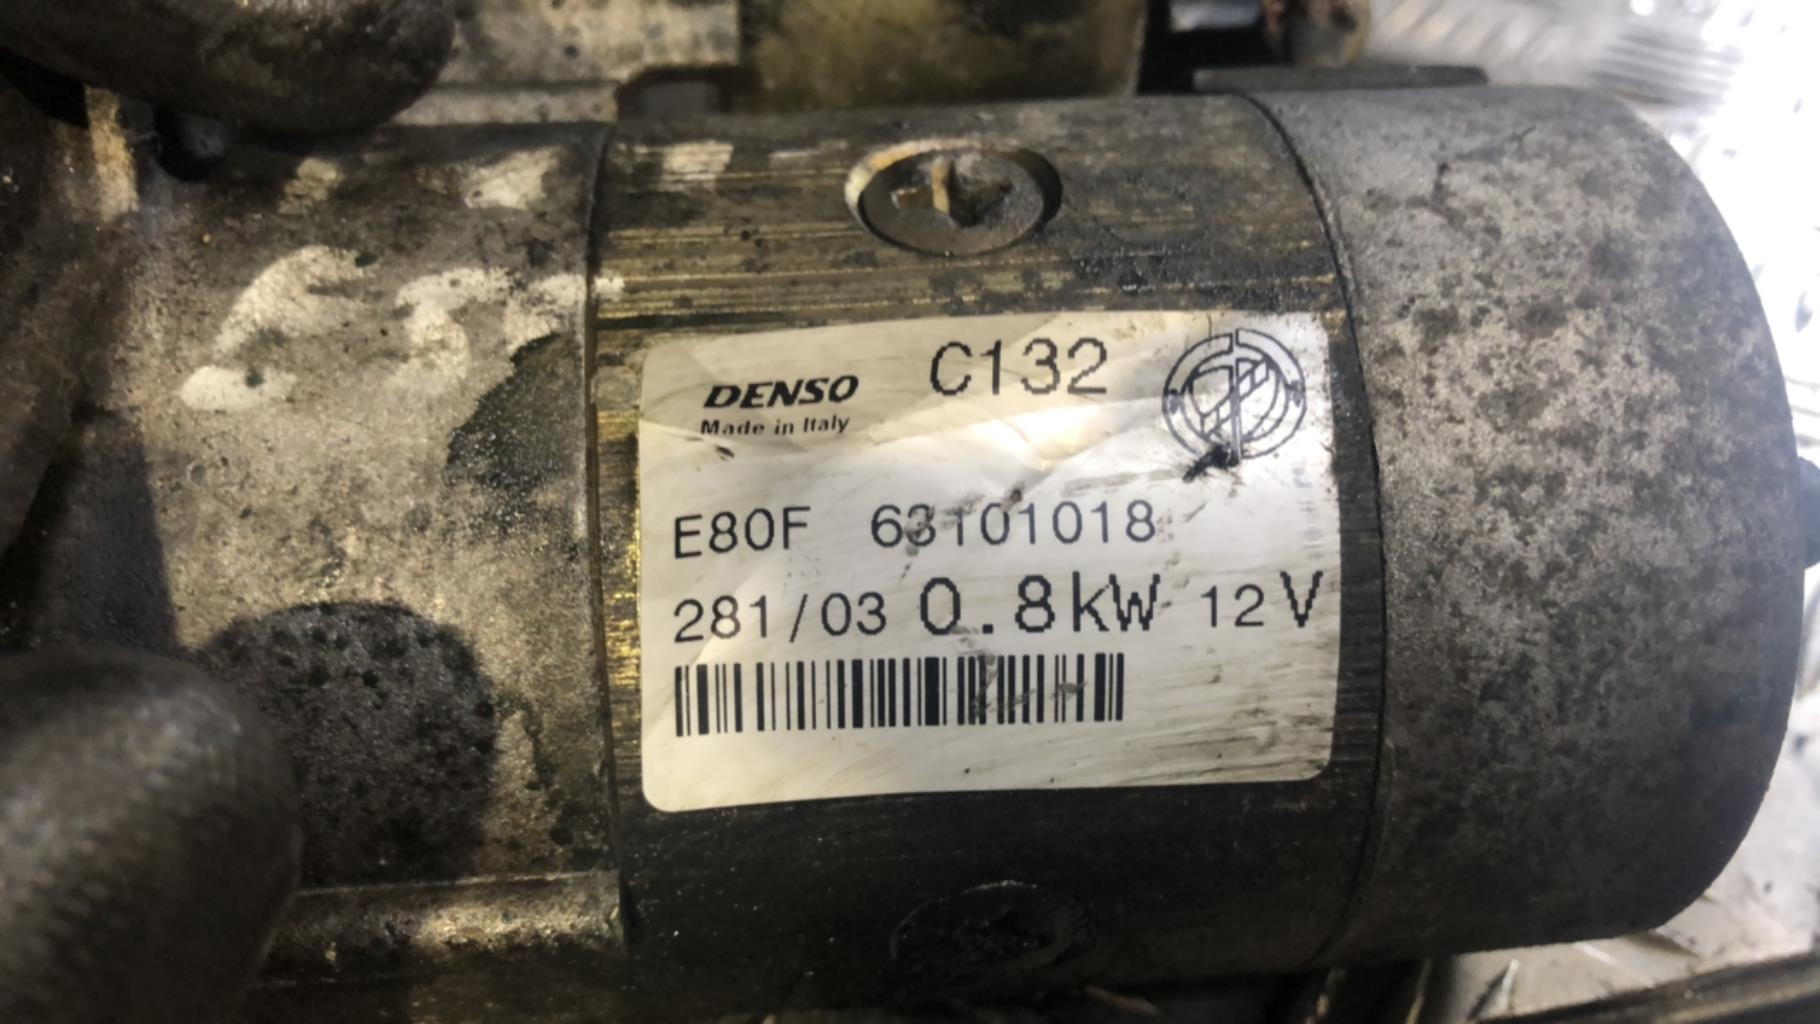 DENSO C132
Made in Italy
E80F 63101018
281/03 0.8kW 12V